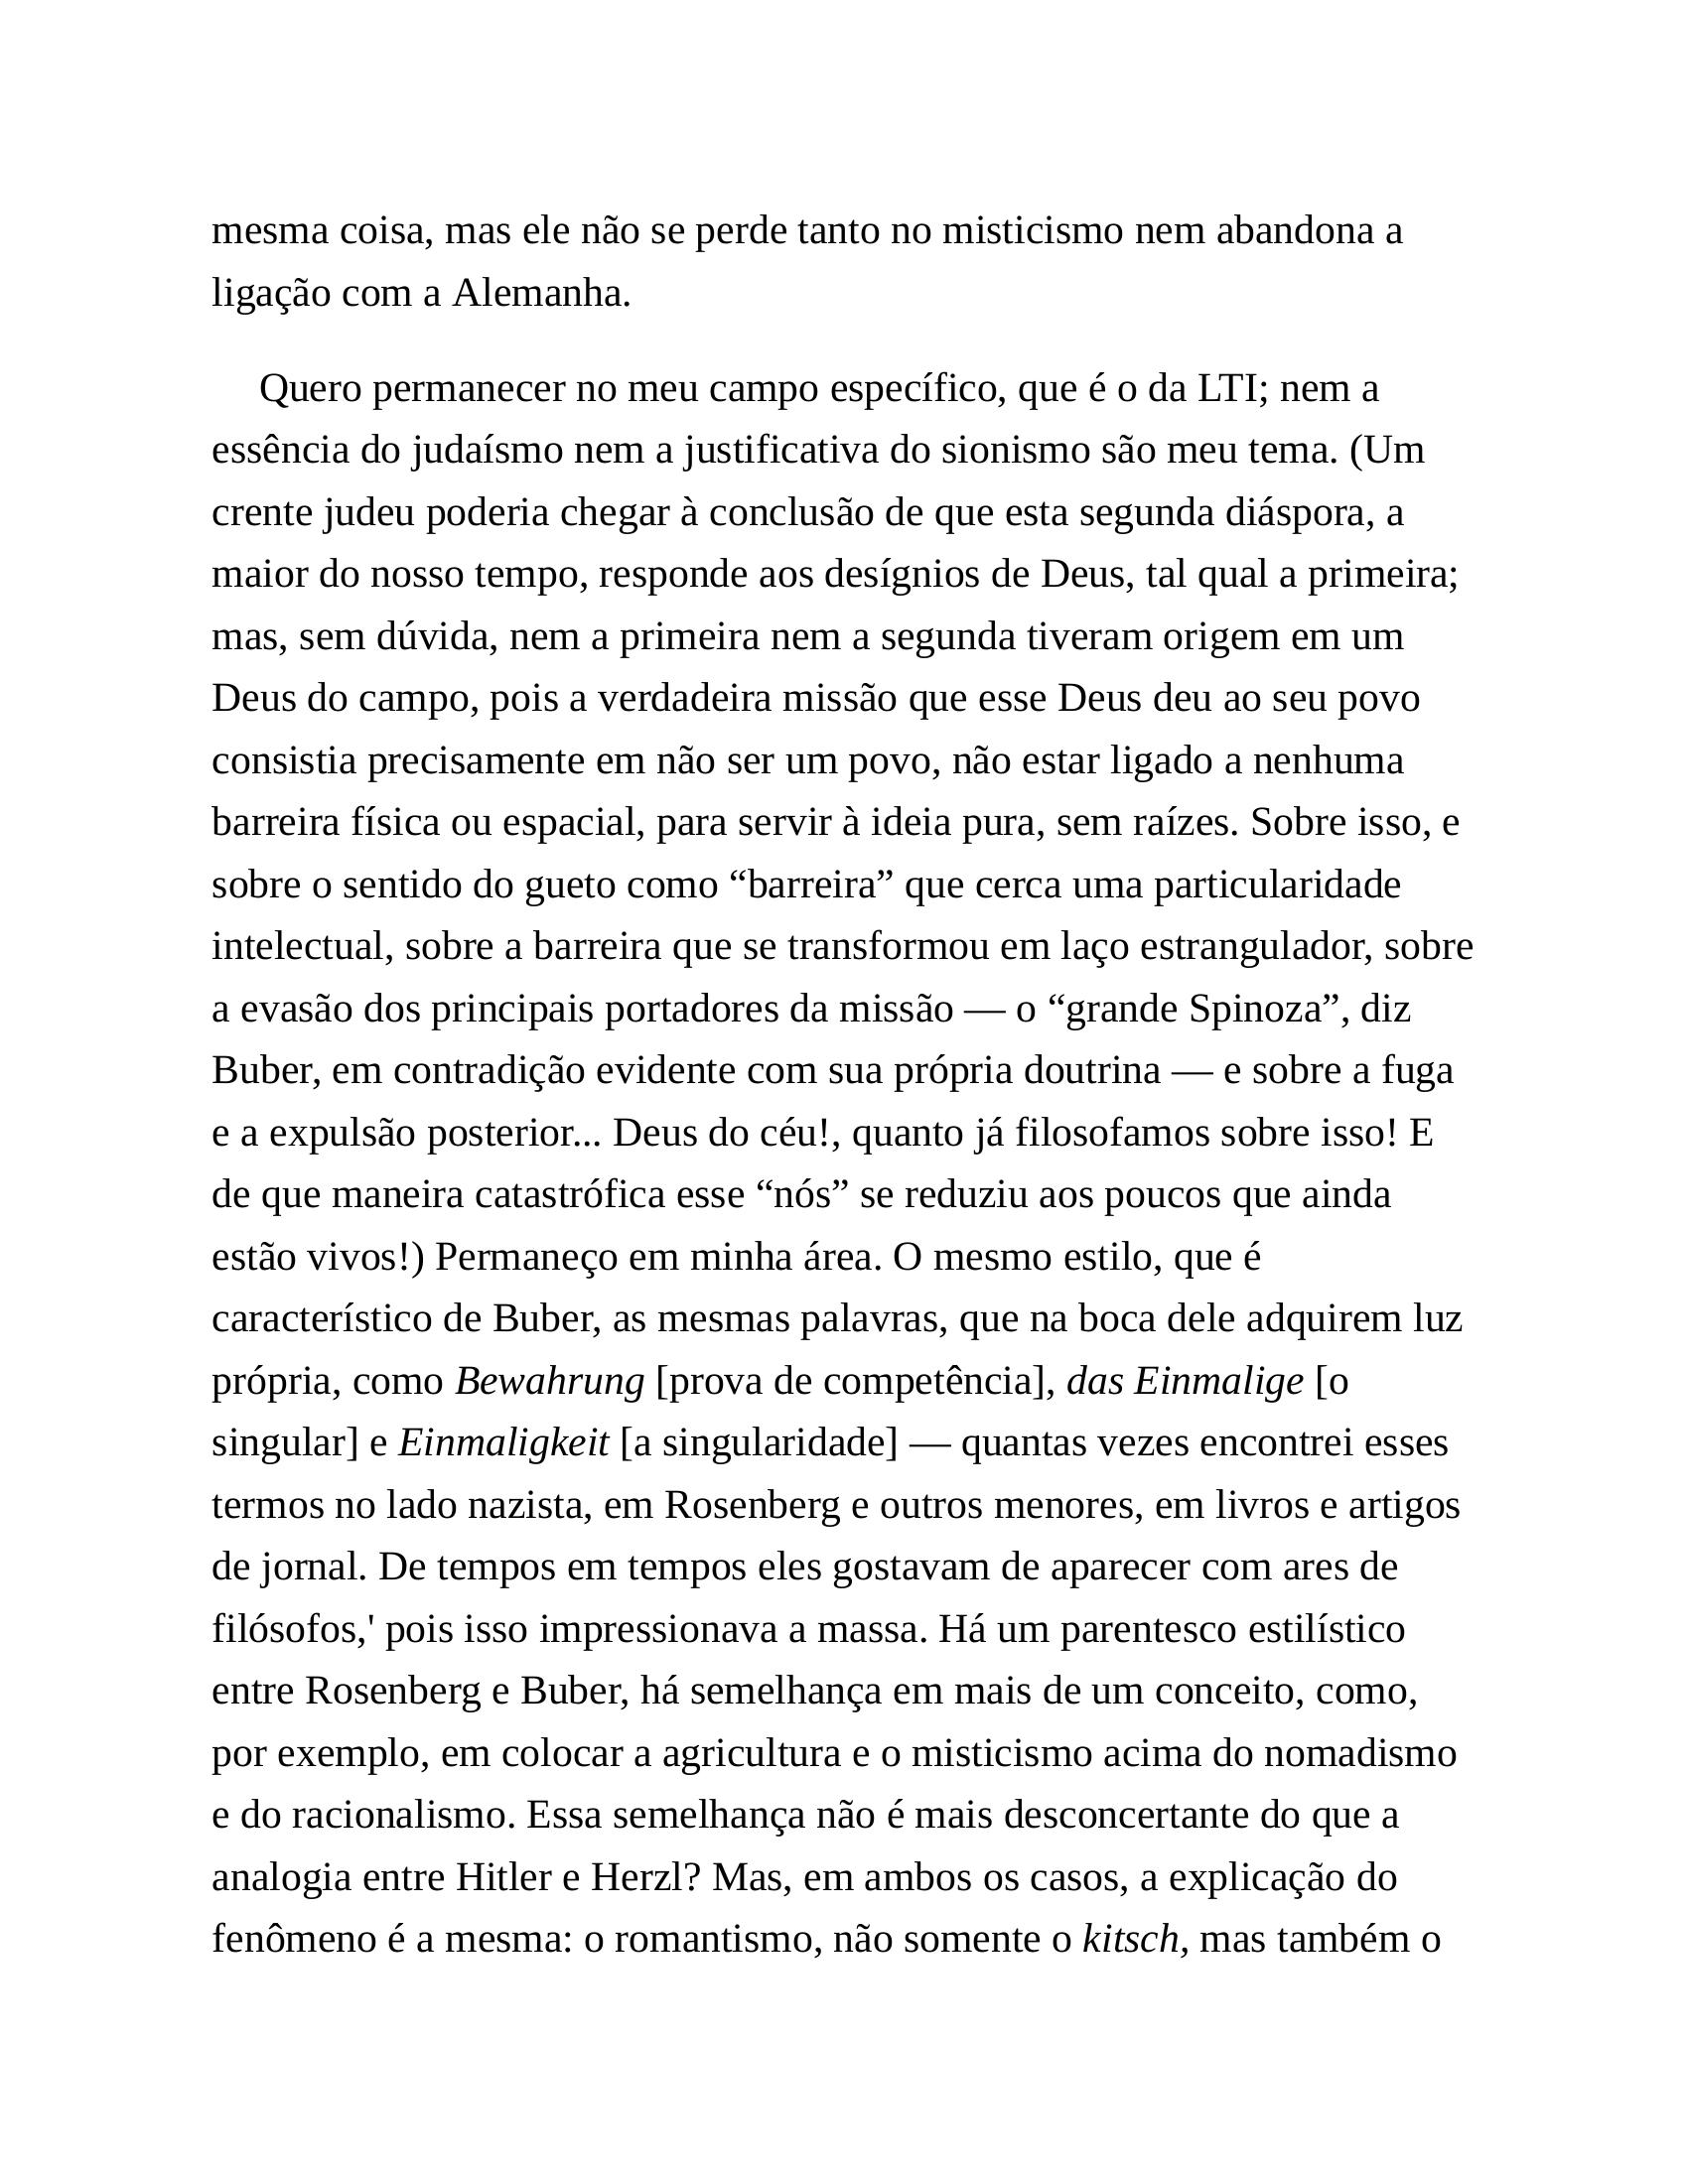 mesma coisa, mas ele não se perde tanto no misticismo nem abandona a
ligação com a Alemanha.
Quero permanecer no meu campo específico, que é o da LTI; nem a
essência do judaísmo nem a justificativa do sionismo são meu tema. (Um
crente judeu poderia chegar à conclusão de que esta segunda diáspora, a
maior do nosso tempo, responde aos desígnios de Deus, tal qual a primeira;
mas, sem dúvida, nem a primeira nem a segunda tiveram origem em um
Deus do campo, pois a verdadeira missão que esse Deus deu ao seu povo
consistia precisamente em não ser um povo, não estar ligado a nenhuma
barreira física ou espacial, para servir à ideia pura, sem raízes. Sobre isso, e
sobre o sentido do gueto como “barreira” que cerca uma particularidade
intelectual, sobre a barreira que se transformou em laço estrangulador, sobre
a evasão dos principais portadores da missão — o “grande Spinoza”, diz
Buber, em contradição evidente com sua própria doutrina — e sobre a fuga
e a expulsão posterior... Deus do céu!, quanto já filosofamos sobre isso! E
de que maneira catastrófica esse “nós” se reduziu aos poucos que ainda
estão vivos!) Permaneço em minha área. O mesmo estilo, que é
característico de Buber, as mesmas palavras, que na boca dele adquirem luz
própria, como Bewahrung [prova de competência], das Einmalige [o
singular] e Einmaligkeit [a singularidade] — quantas vezes encontrei esses
termos no lado nazista, em Rosenberg e outros menores, em livros e artigos
de jornal. De tempos em tempos eles gostavam de aparecer com ares de
filósofos,' pois isso impressionava a massa. Há um parentesco estilístico
entre Rosenberg e Buber, há semelhança em mais de um conceito, como,
por exemplo, em colocar a agricultura e o misticismo acima do nomadismo
e do racionalismo. Essa semelhança não é mais desconcertante do que a
analogia entre Hitler e Herzl? Mas, em ambos os casos, a explicação do
fenômeno é a mesma: o romantismo, não somente o kitsch, mas também o